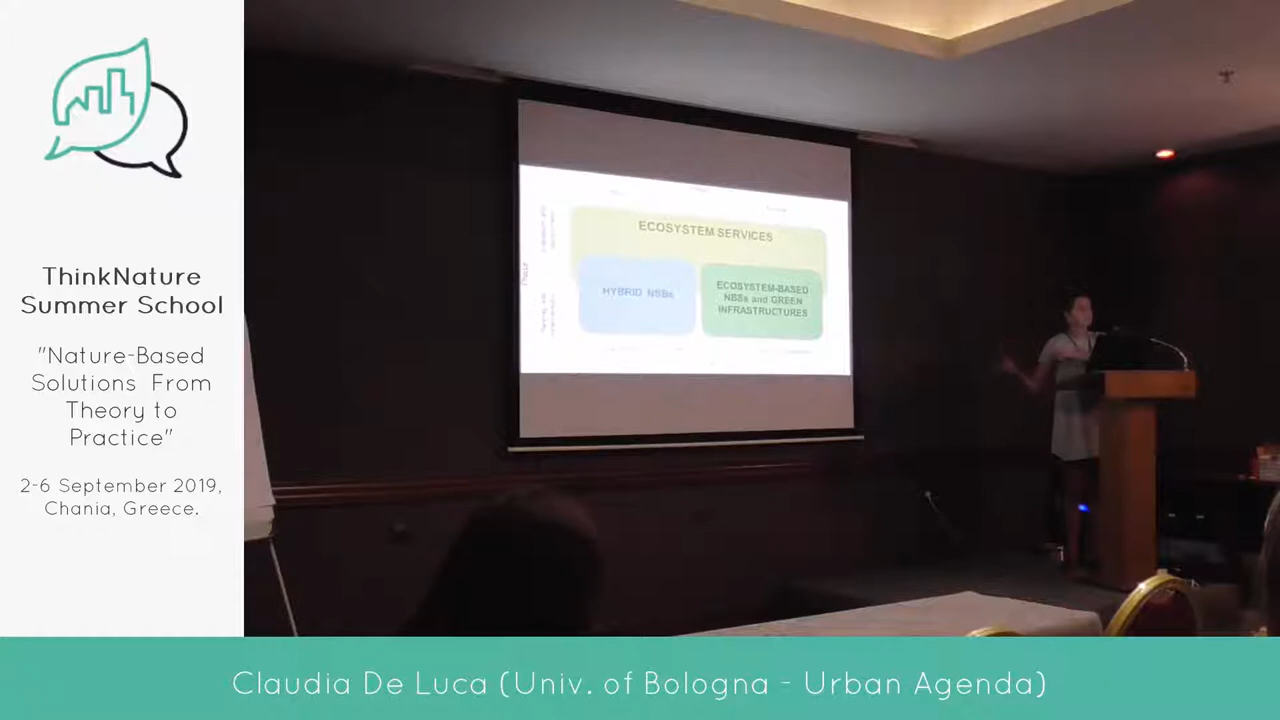 ThinkNature
Summer School
"Nature-Based
Solutions From
Theory to
Practice"
2-6 September 2019,
Chania, Greece.
ECOSYSTEM SERVICES
HYBRID NSBs
ECOSYSTEM-BASED
NBSs and GREEN
INFRASTRUCTURES
Claudia De Luca (Univ. of Bologna - Urban Agenda)